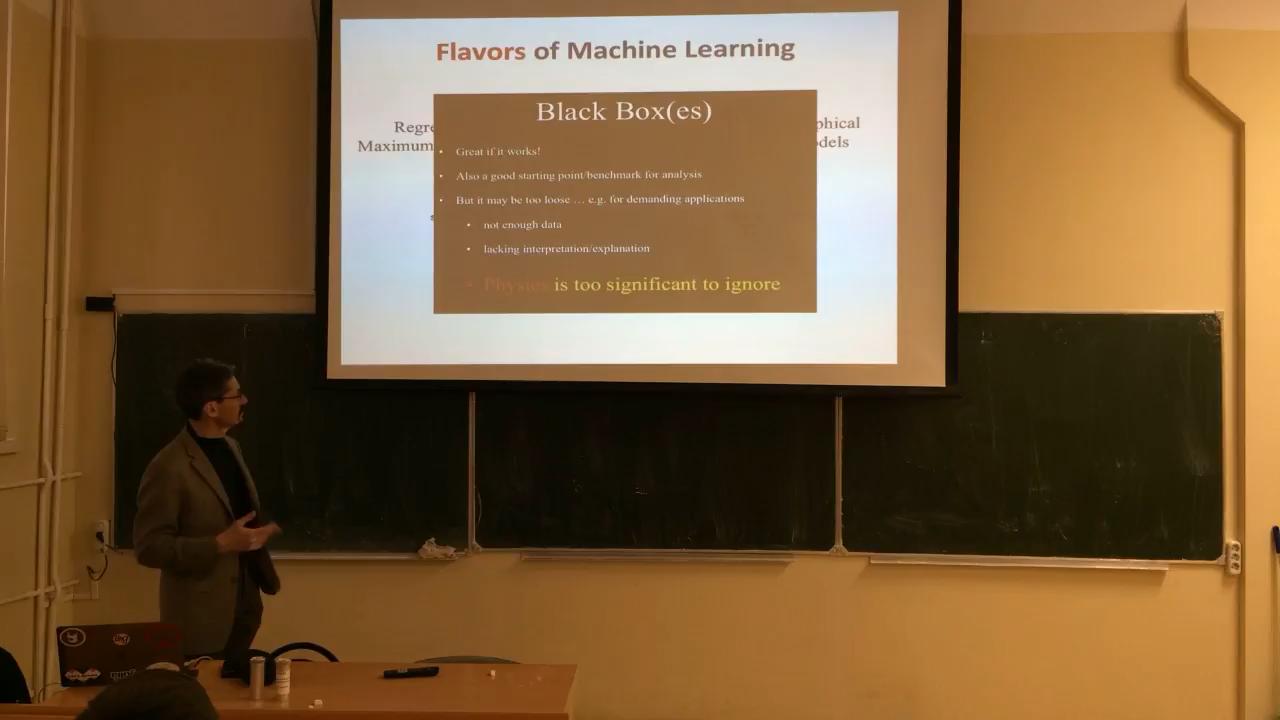 Flavors of Machine Learning
Black Box(es)
• Great if it works!
• Also a good starting point/benchmark for analysis
• But it may be too loose … e.g. for demanding applications
• not enough data
• lacking interpretation/explanation
• Physics is too significant to ignore
Regre
Maximum
phical
dels